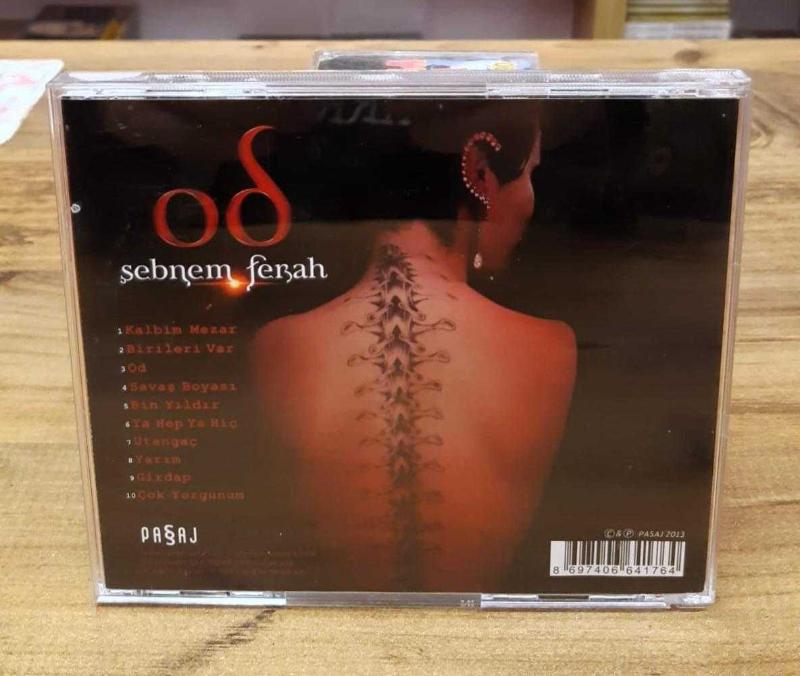 od
şebnem ferah
1 Kalbim Mezar
2 Birileri Var
3 Od
4 Savaş Boyası
5 Bin Yıldır
6 Ya Hep Ya Hiç
7 Utangaç
8 Yarım
9 Girdap
10 Çok Yorgunum
PASAJ
©&℗ PASAJ 2013
8 697406 641764